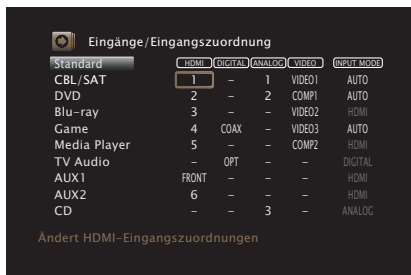 Eingänge/Eingangszuordnung
Standard HDMI DIGITAL ANALOG VIDEO INPUT MODE
CBL/SAT 1 – 1 VIDEO1 AUTO
DVD 2 – 2 COMP1 AUTO
Blu-ray 3 – – VIDEO2 HDMI
Game 4 COAX – VIDEO3 AUTO
Media Player 5 – – COMP2 HDMI
TV Audio – OPT – – DIGITAL
AUX1 FRONT – – – HDMI
AUX2 6 – – – HDMI
CD – – 3 – ANALOG
Ändert HDMI-Eingangszuordnungen